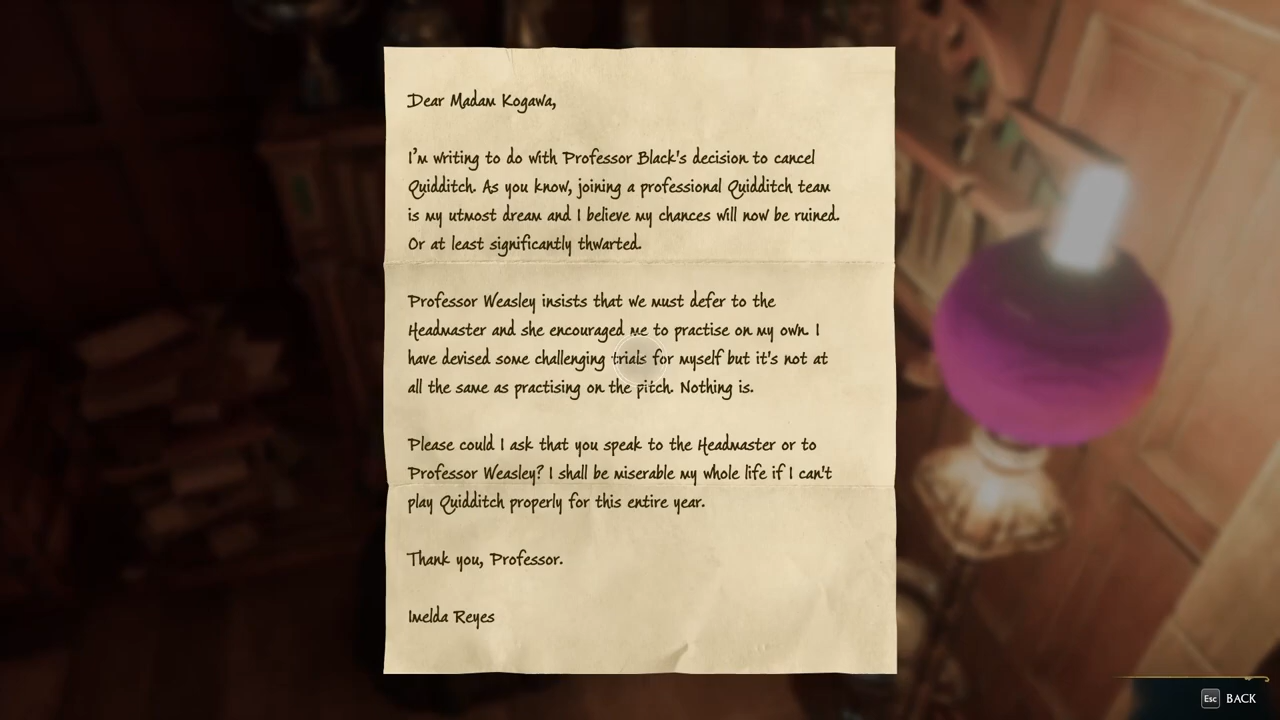 Dear Madam Kogawa,
I'm writing to do with Professor Black's decision to cancel
Quidditch. As you know, joining a professional Quidditch team
is my utmost dream and I believe my chances will now be ruined.
Or at least significantly thwarted.
Professor Weasley insists that we must defer to the
Headmaster and she encouraged me to practise on my own. I
have devised some challenging trials for myself but it's not at
all the same as practising on the pitch. Nothing is.
Please could I ask that you speak to the Headmaster or to
Professor Weasley? I shall be miserable my whole life if I can't
play Quidditch properly for this entire year.
Thank you, Professor.
Imelda Reyes
Esc BACK